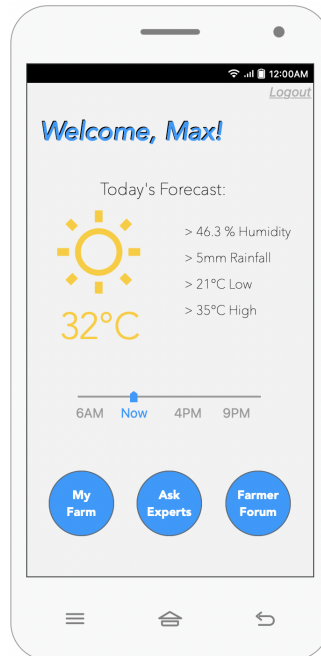 12:00AM
Logout
Welcome, Max!
Today's Forecast:
> 46.3 % Humidity
> 5mm Rainfall
> 21°C Low
> 35°C High
32°C
6AM Now 4PM 9PM
My Farm
Ask Experts
Farmer Forum